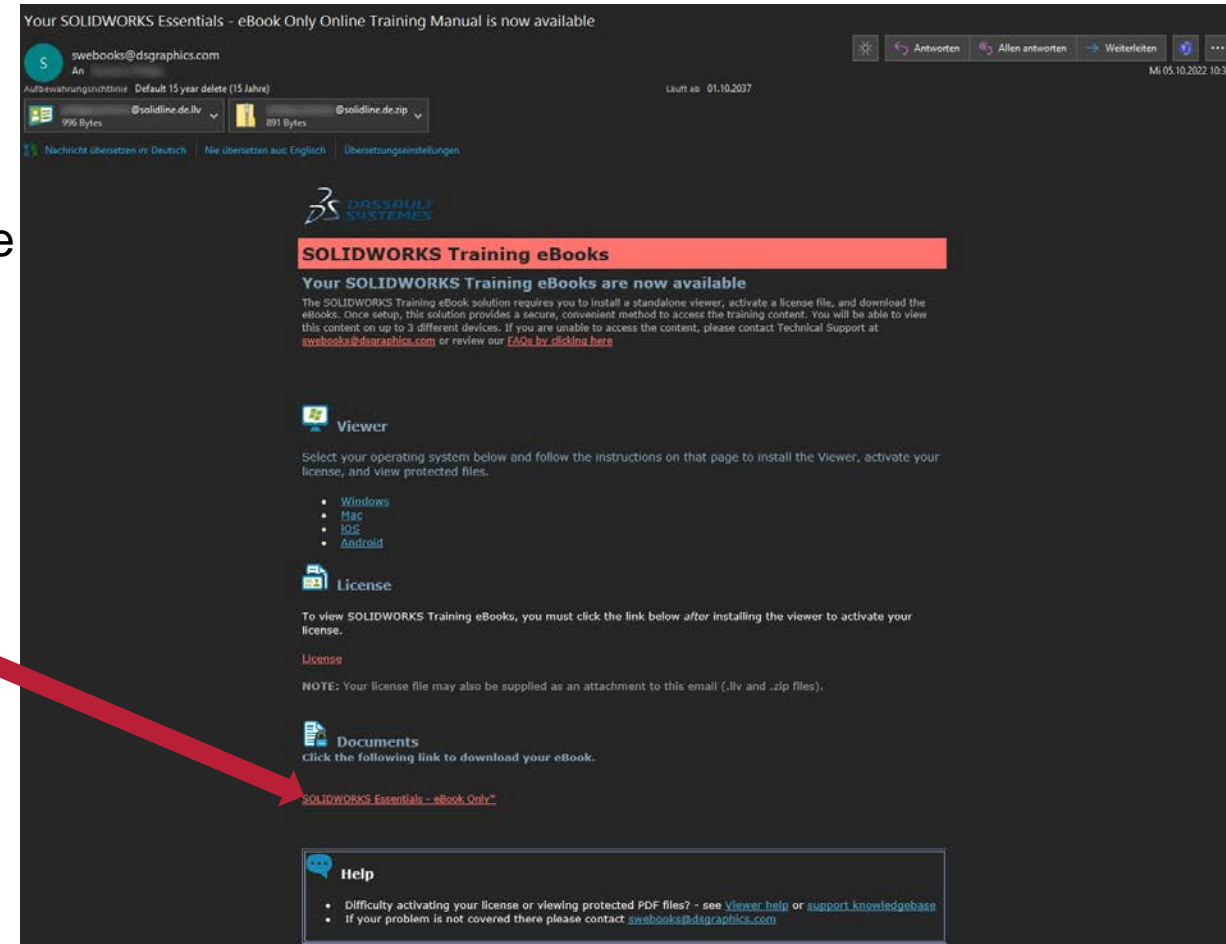 Your SOLIDWORKS Essentials - eBook Only Online Training Manual is now available
S
swebooks@dsgraphics.com
An
Antworten
Allen antworten
Weiterleiten
Mi 05.10.2022 10:3
Aufbewahrungsrichtlinie Default 15 year delete (15 Jahre)
Läuft ab 01.10.2037
@solidline.de.llv
996 Bytes
@solidline.de.zip
891 Bytes
Nachricht übersetzen in: Deutsch
Nie übersetzen aus: Englisch
Übersetzungseinstellungen
DASSAULT
SYSTEMES
e
SOLIDWORKS Training eBooks
Your SOLIDWORKS Training eBooks are now available
The SOLIDWORKS Training eBook solution requires you to install a standalone viewer, activate a license file, and download the
eBooks. Once setup, this solution provides a secure, convenient method to access the training content. You will be able to view
this content on up to 3 different devices. If you are unable to access the content, please contact Technical Support at
swebooks@dsgraphics.com or review our FAQs by clicking here
Viewer
Select your operating system below and follow the instructions on that page to install the Viewer, activate your
license, and view protected files.
• Windows
• Mac
• IOS
• Android
License
To view SOLIDWORKS Training eBooks, you must click the link below after installing the viewer to activate your
license.
License
NOTE: Your license file may also be supplied as an attachment to this email (.llv and .zip files).
Documents
Click the following link to download your eBook.
SOLIDWORKS Essentials - eBook Only"
Help
• Difficulty activating your license or viewing protected PDF files? - see Viewer help or support knowledgebase
• If your problem is not covered there please contact swebooks@dsgraphics.com